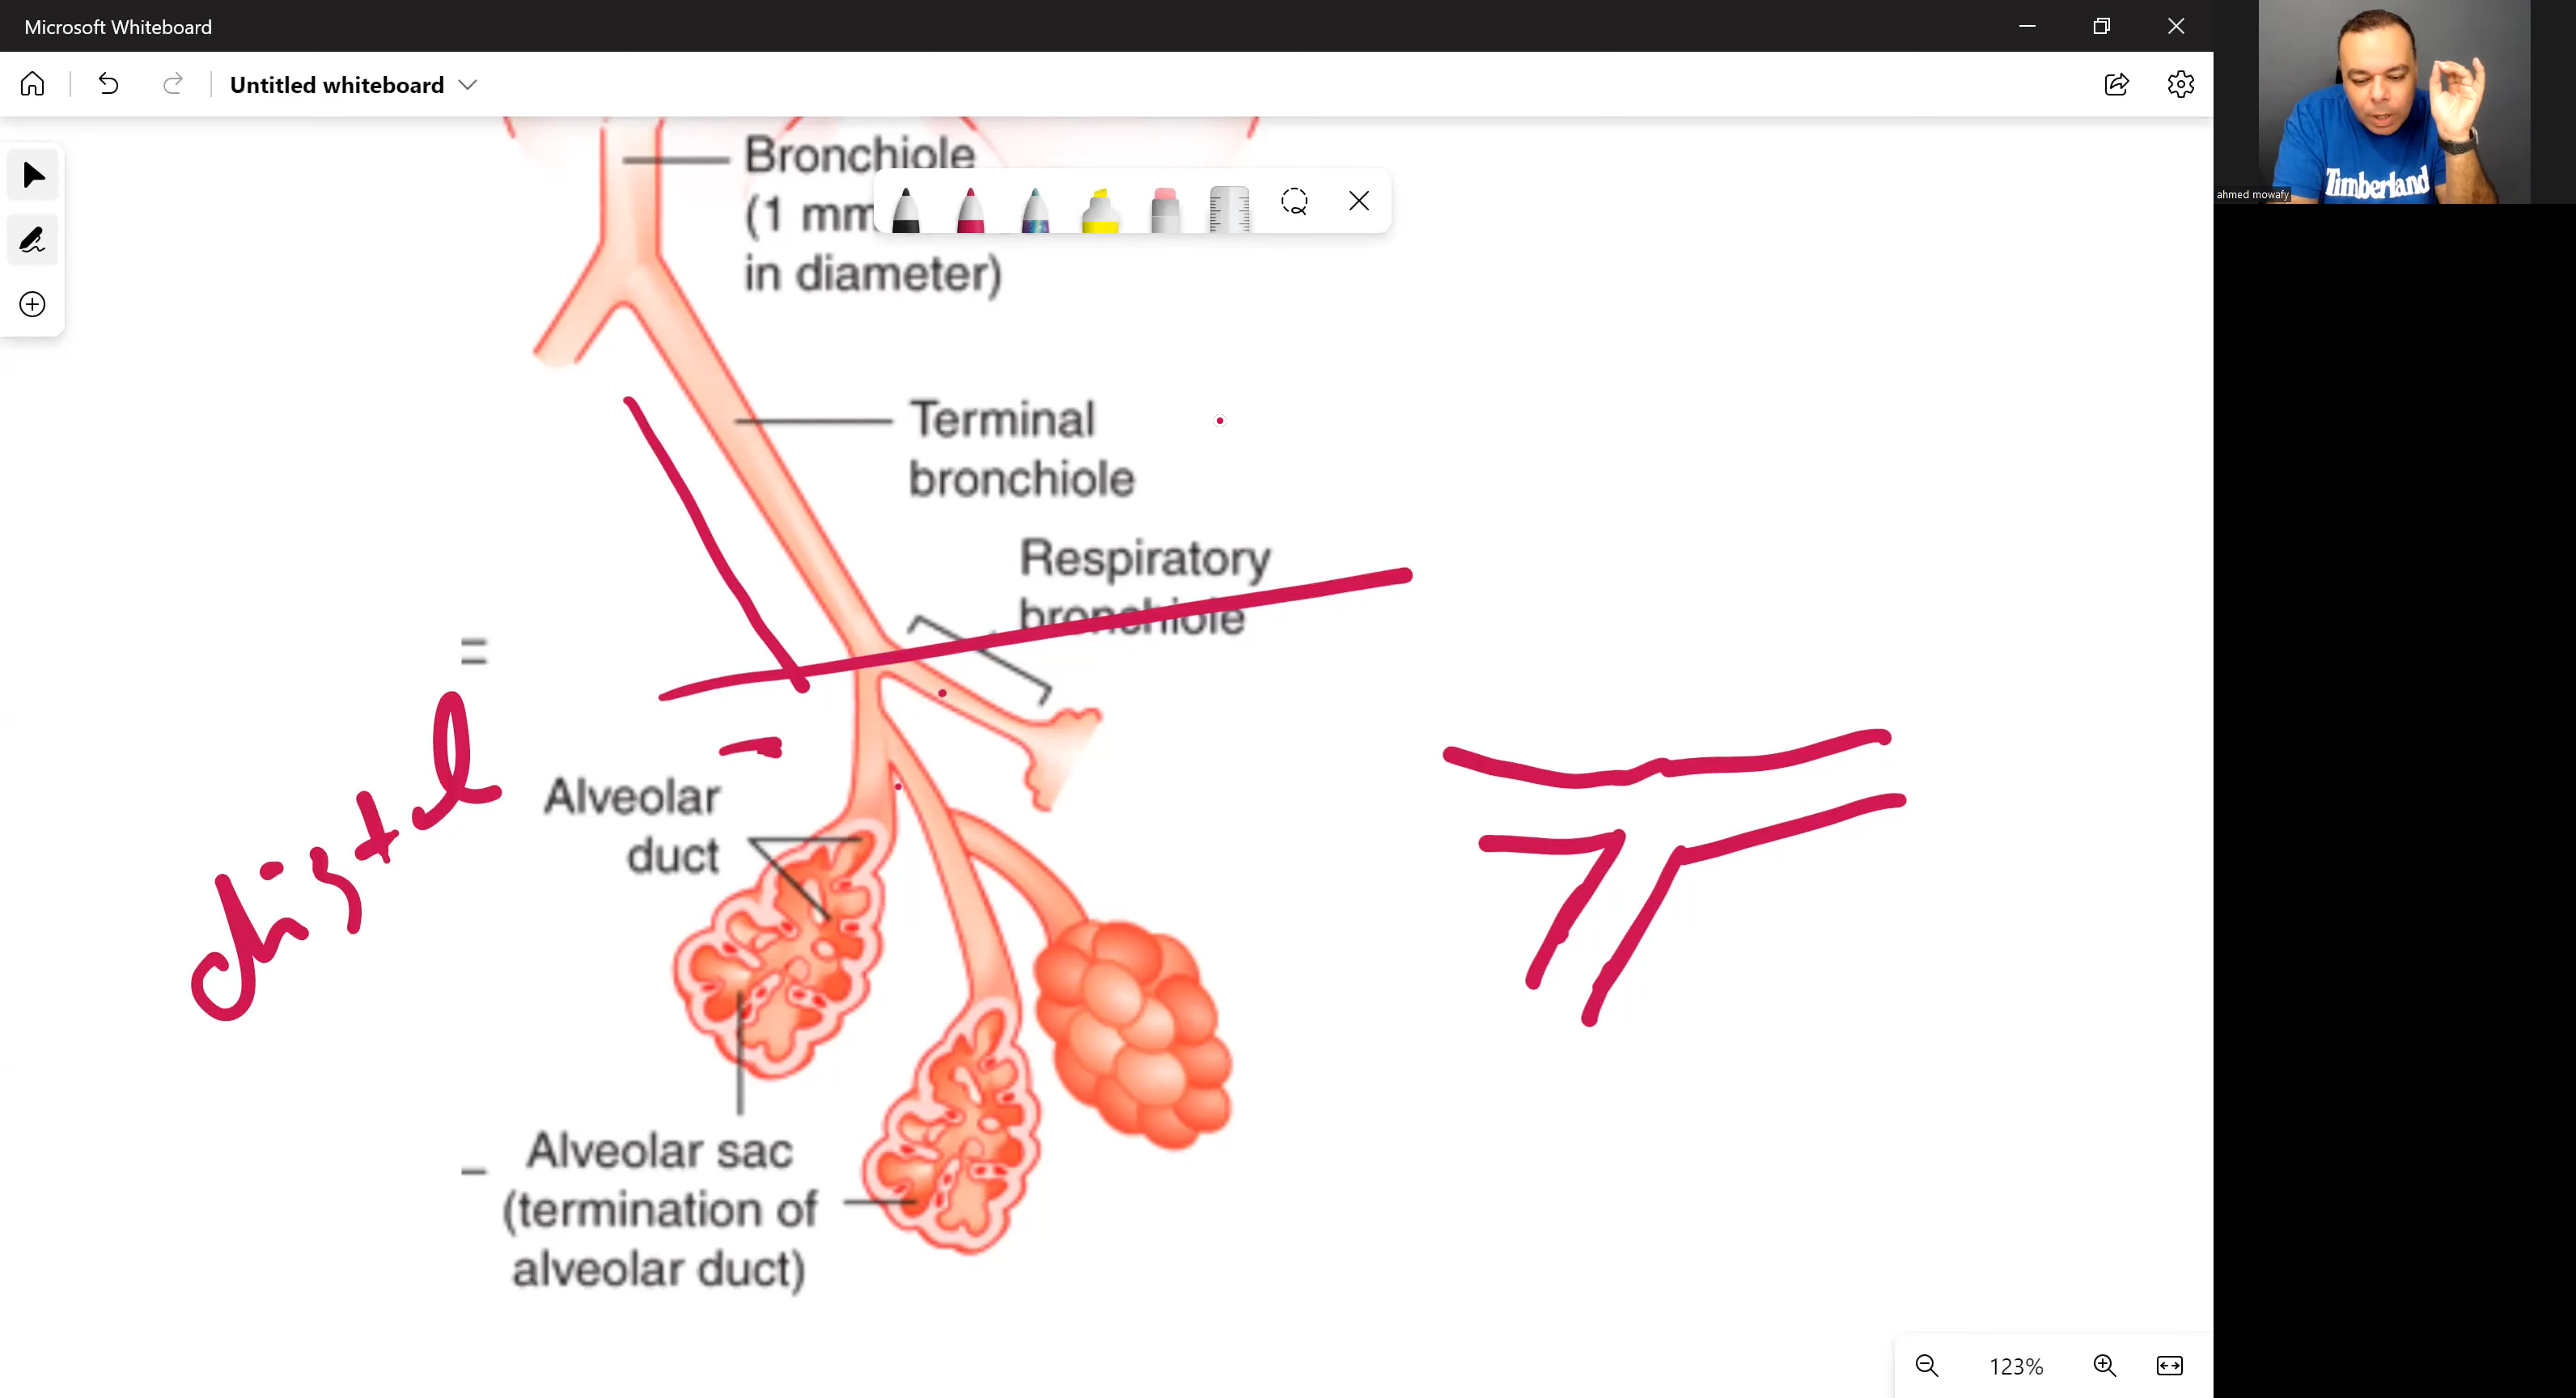 Microsoft Whiteboard
Untitled whiteboard
ahmed mowafy
Timberland
Bronchiole
(1 mm
in diameter)
Terminal
bronchiole
Respiratory
bronchiole
distal
Alveolar
duct
Alveolar sac
(termination of
alveolar duct)
123%